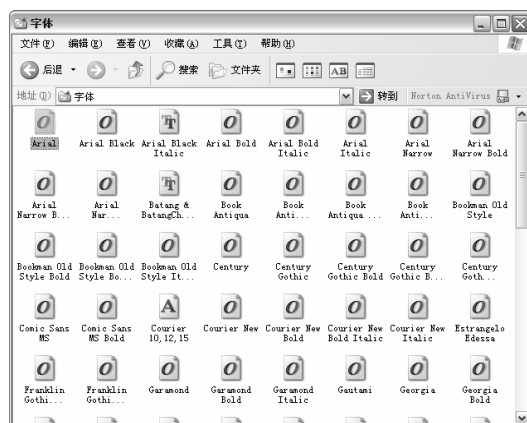 字体
文件(F) 编辑(E) 查看(V) 收藏(A) 工具(T) 帮助(H)
后退 搜索 文件夹
地址(D) 字体 转到 Norton AntiVirus
Arial Arial Black Arial Black Italic Arial Bold Arial Bold Italic Arial Italic Arial Narrow Arial Narrow Bold
Arial Narrow B... Arial Nar... Batang & BatangCh... Book Antiqua Book Anti... Book Antiqua ... Book Anti... Bookman Old Style
Bookman Old Style Bold Bookman Old Style Bo... Bookman Old Style It... Century Century Gothic Century Gothic Bold Century Gothic B... Century Goth...
Comic Sans MS Comic Sans MS Bold Courier 10,12,15 Courier New Courier New Bold Courier New Bold Italic Courier New Italic Estrangelo Edessa
Franklin Gothi... Franklin Gothi... Garamond Garamond Bold Garamond Italic Gautami Georgia Georgia Bold